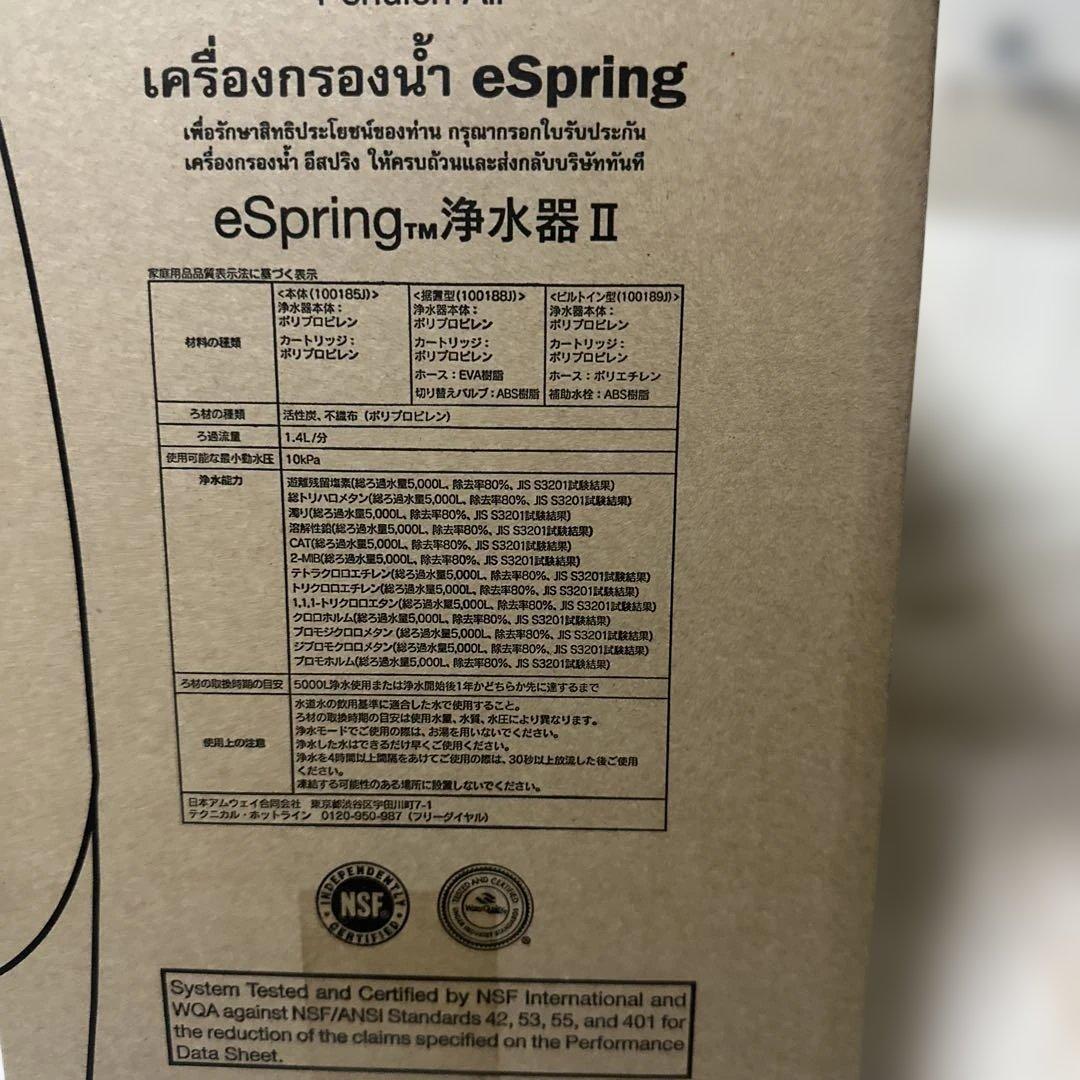 เครื่องกรองน้ำ eSpring
เพื่อรักษาสิทธิประโยชน์ของท่าน กรุณากรอกใบรับประกัน
เครื่องกรองน้ำ อีสปริง ให้ครบถ้วนและส่งกลับบริษัททันที
eSpring™浄水器Ⅱ
家庭用品品質表示法に基づく表示
材料の種類
<本体(100185J)>
浄水器本体：
ポリプロピレン
カートリッジ：
ポリプロピレン
<据置型(100188J)>
浄水器本体：
ポリプロピレン
カートリッジ：
ポリプロピレン
ホース：EVA樹脂
切り替えバルブ：ABS樹脂
<ビルトイン型(100189J)>
浄水器本体：
ポリプロピレン
カートリッジ：
ポリプロピレン
ホース：ポリエチレン
補助水栓：ABS樹脂
ろ材の種類 活性炭、不織布（ポリプロピレン）
ろ過流量 1.4L/分
使用可能な最小動水圧 10kPa
浄水能力 遊離残留塩素(総ろ過水量5,000L、除去率80%、JIS S3201試験結果)
総トリハロメタン(総ろ過水量5,000L、除去率80%、JIS S3201試験結果)
濁り(総ろ過水量5,000L、除去率80%、JIS S3201試験結果)
溶解性鉛(総ろ過水量5,000L、除去率80%、JIS S3201試験結果)
CAT(総ろ過水量5,000L、除去率80%、JIS S3201試験結果)
2-MIB(総ろ過水量5,000L、除去率80%、JIS S3201試験結果)
テトラクロロエチレン(総ろ過水量5,000L、除去率80%、JIS S3201試験結果)
トリクロロエチレン(総ろ過水量5,000L、除去率80%、JIS S3201試験結果)
1,1,1-トリクロロエタン(総ろ過水量5,000L、除去率80%、JIS S3201試験結果)
クロロホルム(総ろ過水量5,000L、除去率80%、JIS S3201試験結果)
ブロモジクロロメタン(総ろ過水量5,000L、除去率80%、JIS S3201試験結果)
ジブロモクロロメタン(総ろ過水量5,000L、除去率80%、JIS S3201試験結果)
ブロモホルム(総ろ過水量5,000L、除去率80%、JIS S3201試験結果)
ろ材の取換時期の目安 5000L浄水使用または浄水開始後1年かどちらか先に達するまで
使用上の注意
水道水の飲用基準に適合した水で使用すること。
ろ材の取換時期の目安は使用水量、水質、水圧により異なります。
浄水モードでご使用の際は、お湯を用いないでください。
浄水した水はできるだけ早くご使用ください。
浄水を4時間以上間隔をあけてご使用の際は、30秒以上放流した後ご使用
ください。
凍結する可能性のある場所に設置しないでください。
日本アムウェイ合同会社 東京都渋谷区宇田川町7-1
テクニカル・ホットライン 0120-950-987（フリーダイヤル）
INDEPENDENTLY
NSF®
CERTIFIED
TESTED AND CERTIFIED
System Tested and Certified by NSF International and
WQA against NSF/ANSI Standards 42, 53, 55, and 401 for
the reduction of the claims specified on the Performance
Data Sheet.